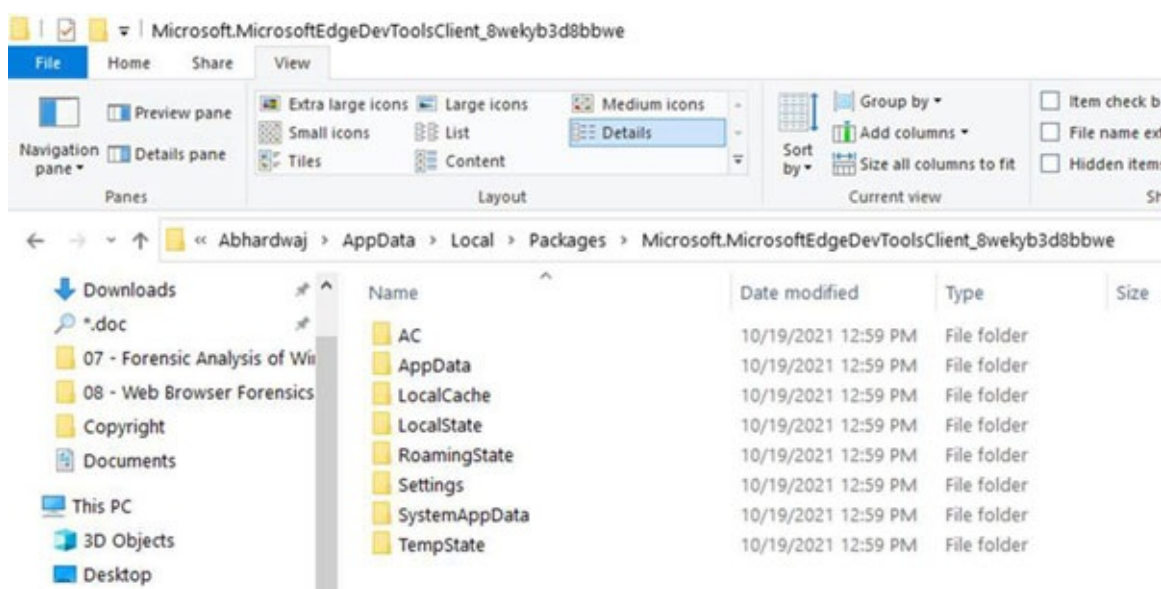 Microsoft.MicrosoftEdgeDevToolsClient_8wekyb3d8bbwe
File Home Share View
Navigation pane
Preview pane
Details pane
Panes
Extra large icons Large icons Medium icons
Small icons List Details
Tiles Content
Layout
Sort by
Group by
Add columns
Size all columns to fit
Current view
Item check b
File name ext
Hidden items
Sh
« Abhardwaj > AppData > Local > Packages > Microsoft.MicrosoftEdgeDevToolsClient_8wekyb3d8bbwe
Downloads
*.doc
07 - Forensic Analysis of Wir
08 - Web Browser Forensics
Copyright
Documents
This PC
3D Objects
Desktop
Name Date modified Type Size
AC 10/19/2021 12:59 PM File folder
AppData 10/19/2021 12:59 PM File folder
LocalCache 10/19/2021 12:59 PM File folder
LocalState 10/19/2021 12:59 PM File folder
RoamingState 10/19/2021 12:59 PM File folder
Settings 10/19/2021 12:59 PM File folder
SystemAppData 10/19/2021 12:59 PM File folder
TempState 10/19/2021 12:59 PM File folder